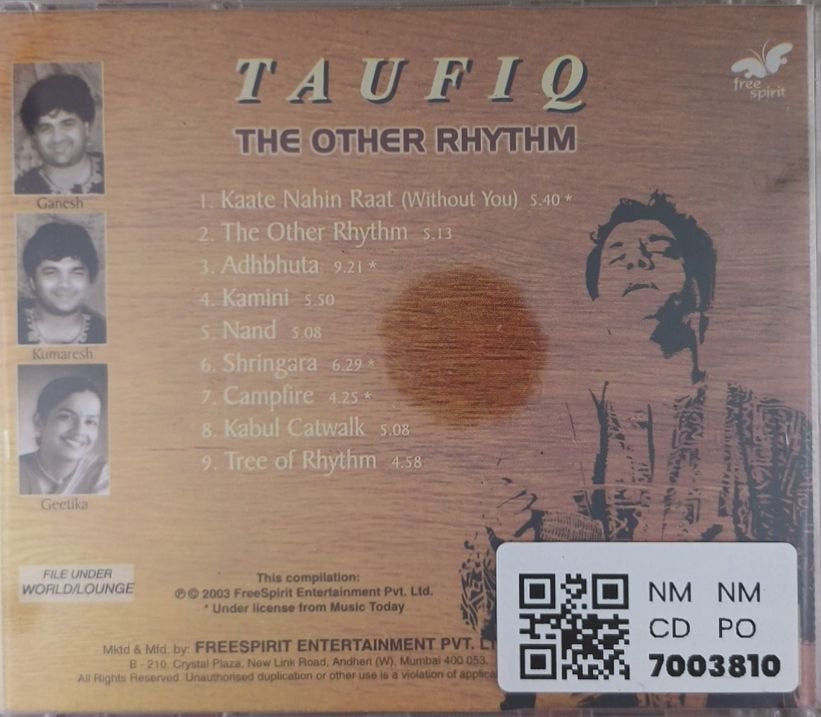 TAUFIQ
free
spirit
THE OTHER RHYTHM
Ganesh
Kumaresh
Geetika
1. Kaate Nahin Raat (Without You) 5.40 *
2. The Other Rhythm 5.13
3. Adhbhuta 9.21 *
4. Kamini 5.50
5. Nand 5.08
6. Shringara 6.29 *
7. Campfire 4.25 *
8. Kabul Catwalk 5.08
9. Tree of Rhythm 4.58
FILE UNDER
WORLD/LOUNGE
This compilation:
℗ © 2003 FreeSpirit Entertainment Pvt. Ltd.
* Under license from Music Today
Mktd & Mfd. by: FREESPIRIT ENTERTAINMENT PVT.
B - 210, Crystal Plaza, New Link Road, Andheri (W), Mumbai 400 053.
All Rights Reserved. Unauthorised duplication or other use is a violation of
NM NM
CD PO
7003810